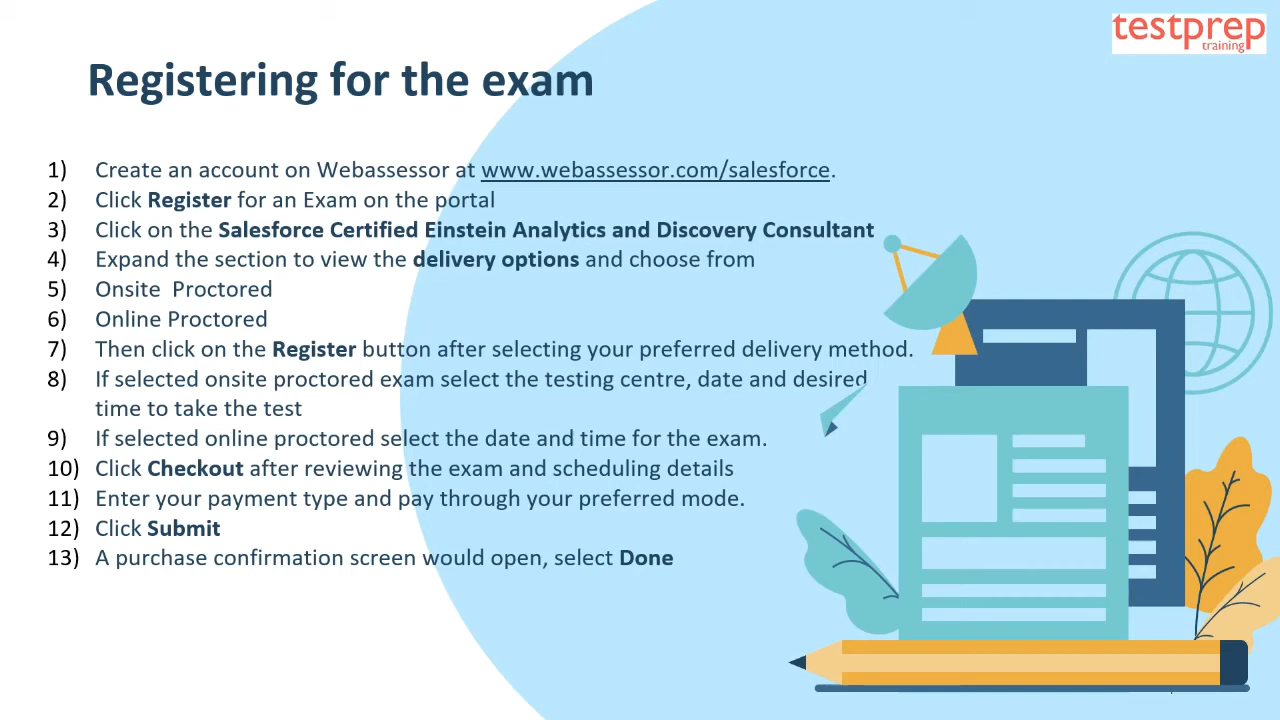 testprep
training
Registering for the exam
1) Create an account on Webassessor at www.webassessor.com/salesforce.
2) Click Register for an Exam on the portal
3) Click on the Salesforce Certified Einstein Analytics and Discovery Consultant
4) Expand the section to view the delivery options and choose from
5) Onsite  Proctored
6) Online Proctored
7) Then click on the Register button after selecting your preferred delivery method.
8) If selected onsite proctored exam select the testing centre, date and desired
time to take the test
9) If selected online proctored select the date and time for the exam.
10) Click Checkout after reviewing the exam and scheduling details
11) Enter your payment type and pay through your preferred mode.
12) Click Submit
13) A purchase confirmation screen would open, select Done